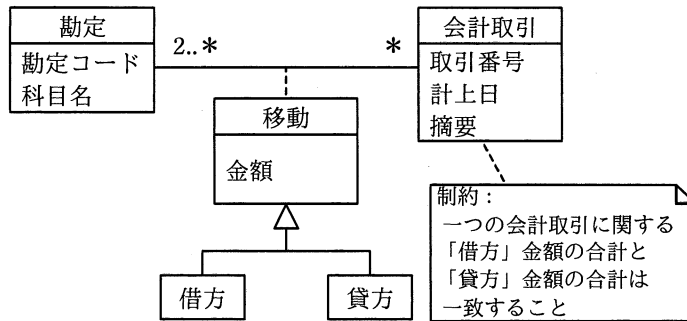 勘定
勘定コード
科目名
2..*
*
会計取引
取引番号
計上日
摘要
移動
金額
借方
貸方
制約：
一つの会計取引に関する
「借方」金額の合計と
「貸方」金額の合計は
一致すること